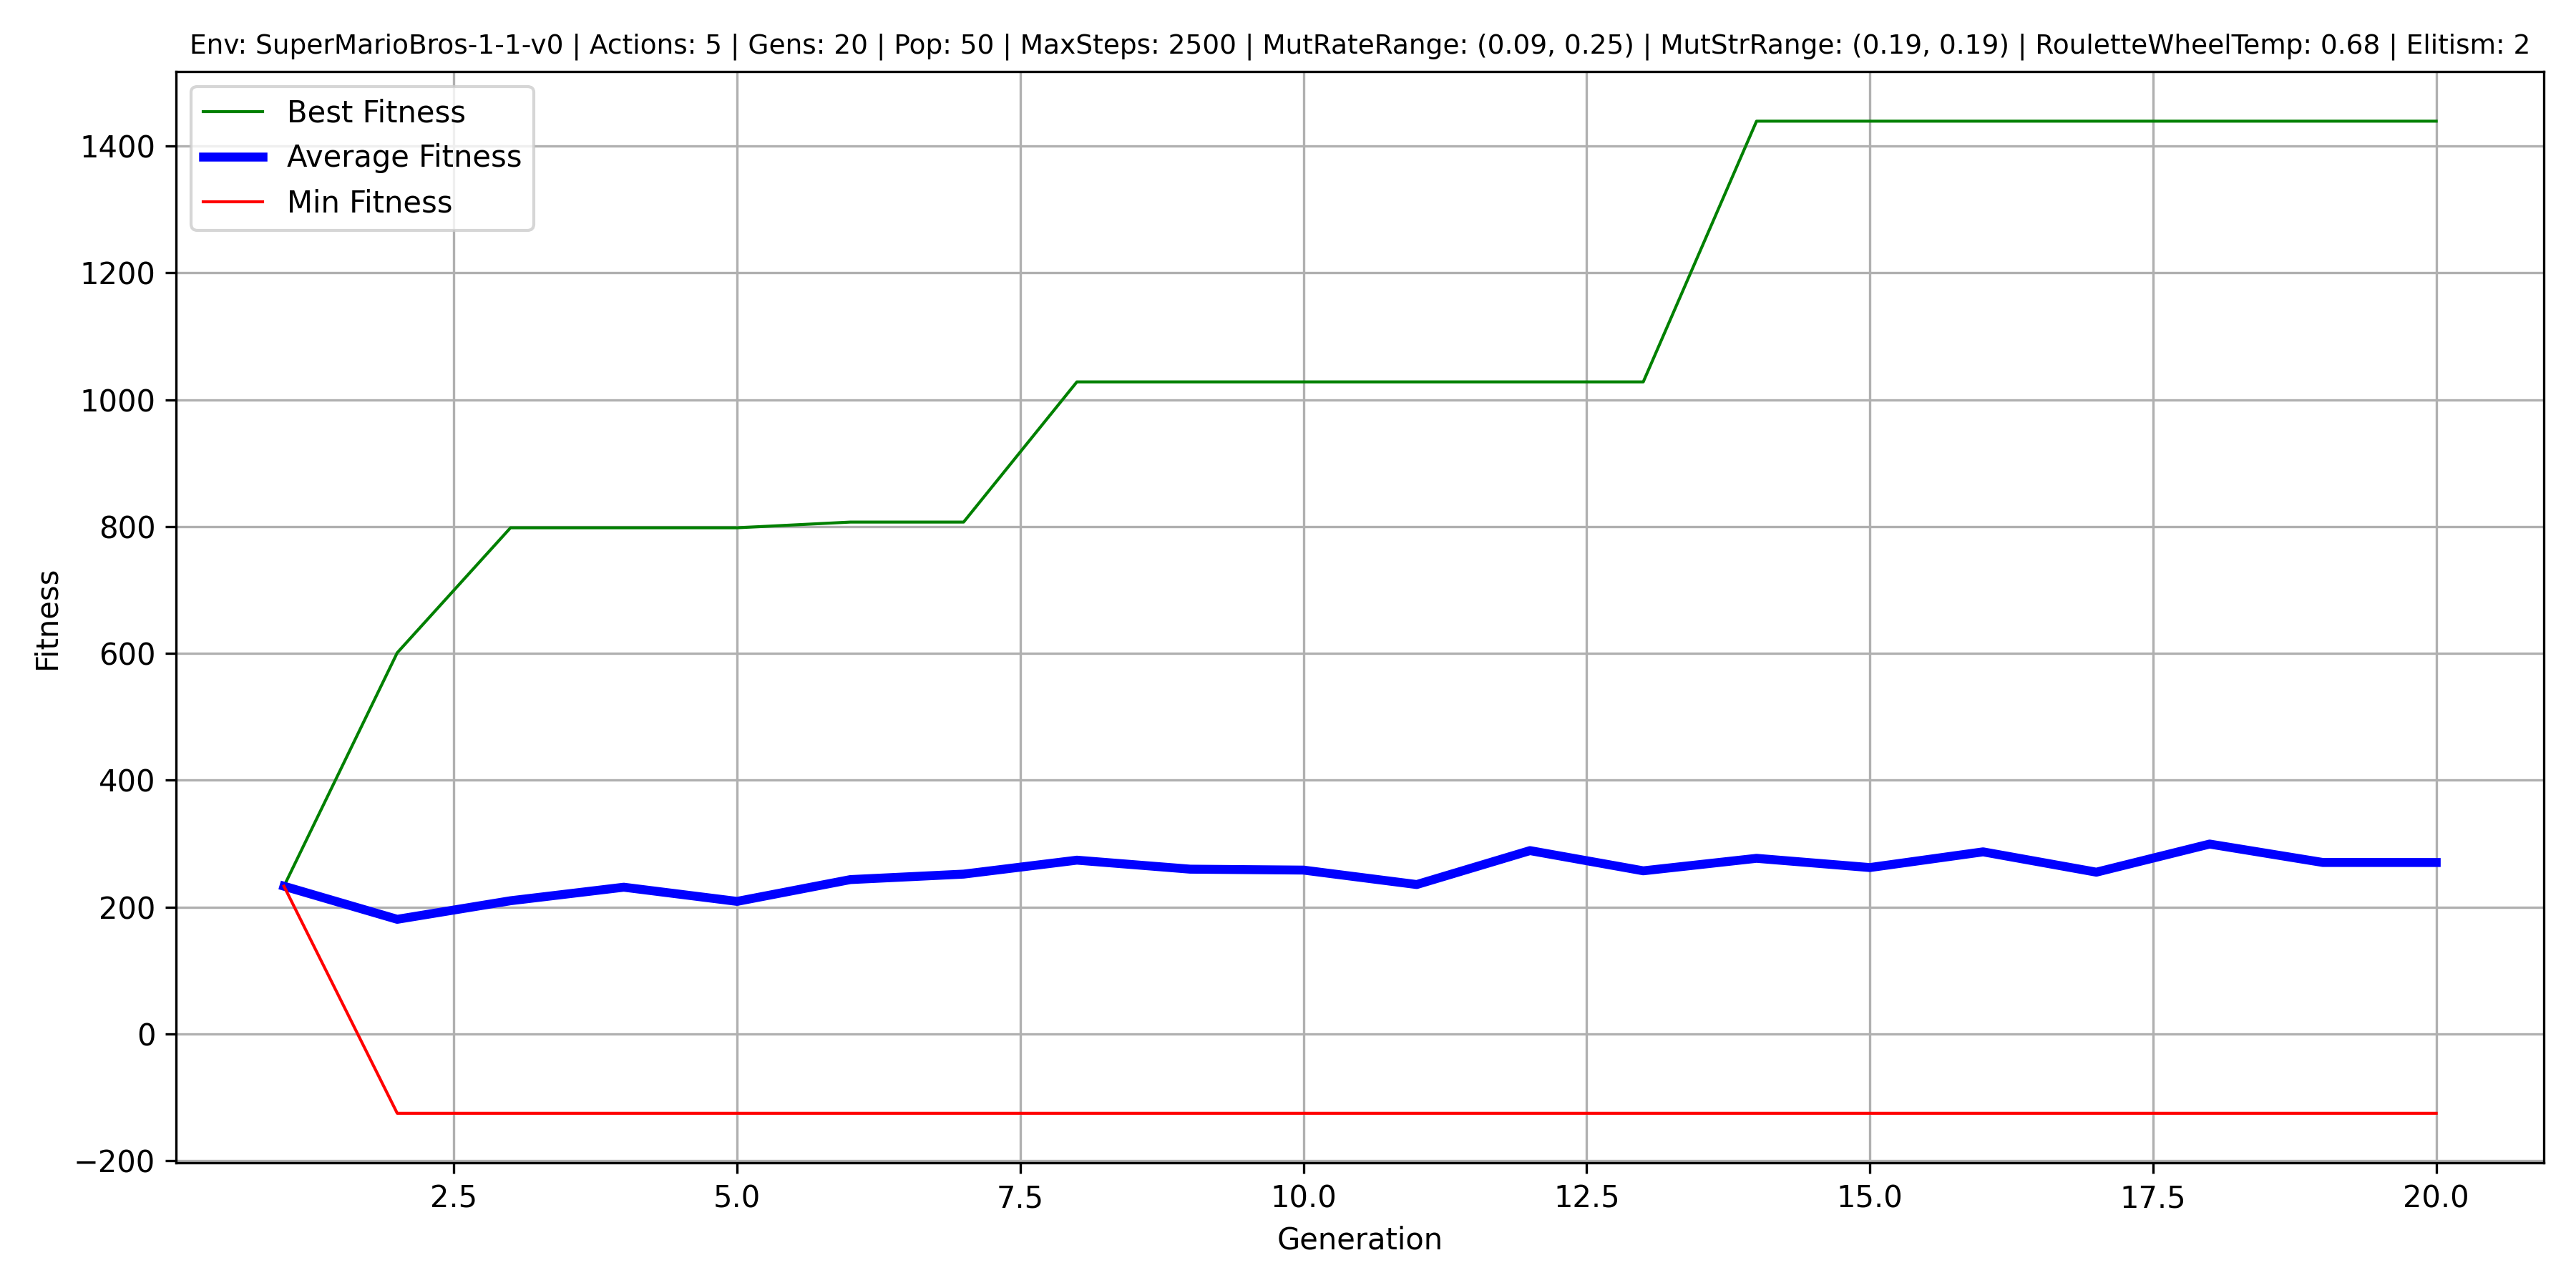 Env: SuperMarioBros-1-1-v0 | Actions: 5 | Gens: 20 | Pop: 50 | MaxSteps: 2500 | MutRateRange: (0.09, 0.25) | MutStrRange: (0.19, 0.19) | RouletteWheelTemp: 0.68 | Elitism: 2
Best Fitness
Average Fitness
Min Fitness
1400
1200
1000
800
600
400
200
0
−200
Fitness
2.5 5.0 7.5 10.0 12.5 15.0 17.5 20.0
Generation